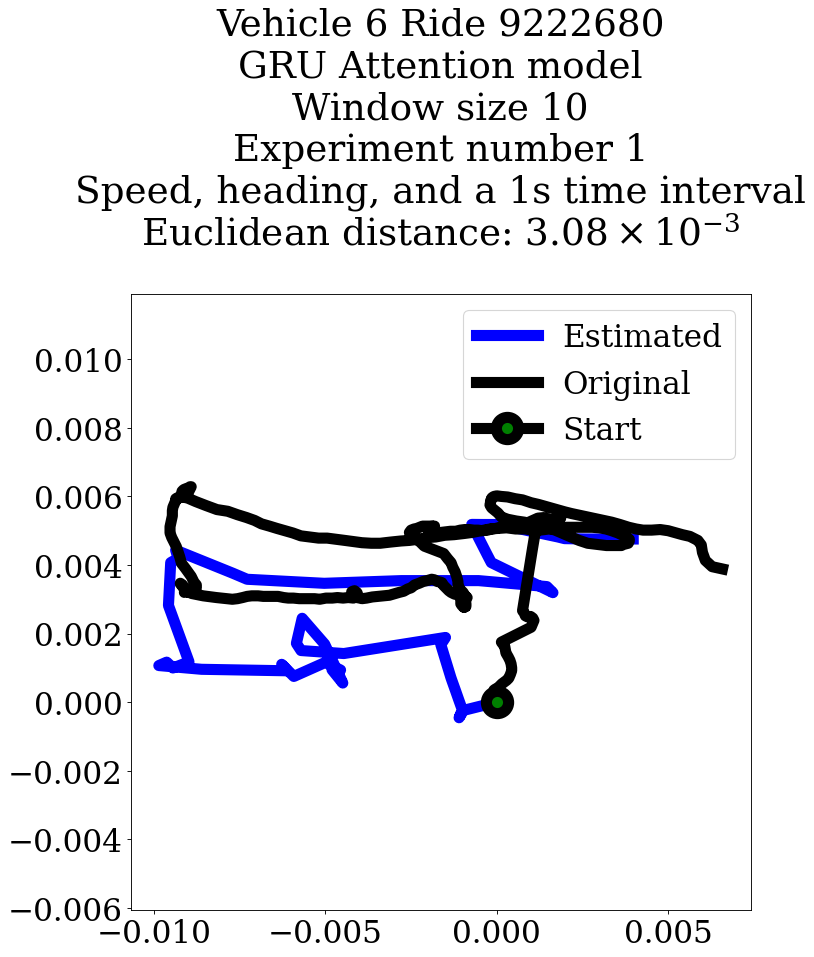 Vehicle 6 Ride 9222680
GRU Attention model
Window size 10
Experiment number 1
Speed, heading, and a 1s time interval
Euclidean distance: 3.08 × 10⁻³
Estimated
Original
Start
0.010
0.008
0.006
0.004
0.002
0.000
−0.002
−0.004
−0.006
−0.010 −0.005 0.000 0.005